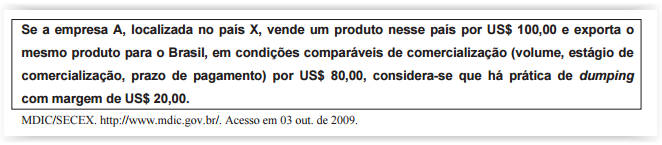 Se a empresa A, localizada no país X, vende um produto nesse país por US$ 100,00 e exporta o
mesmo produto para o Brasil, em condições comparáveis de comercialização (volume, estágio de
comercialização, prazo de pagamento) por US$ 80,00, considera-se que há prática de dumping
com margem de US$ 20,00.
MDIC/SECEX. http://www.mdic.gov.br/. Acesso em 03 out. de 2009.